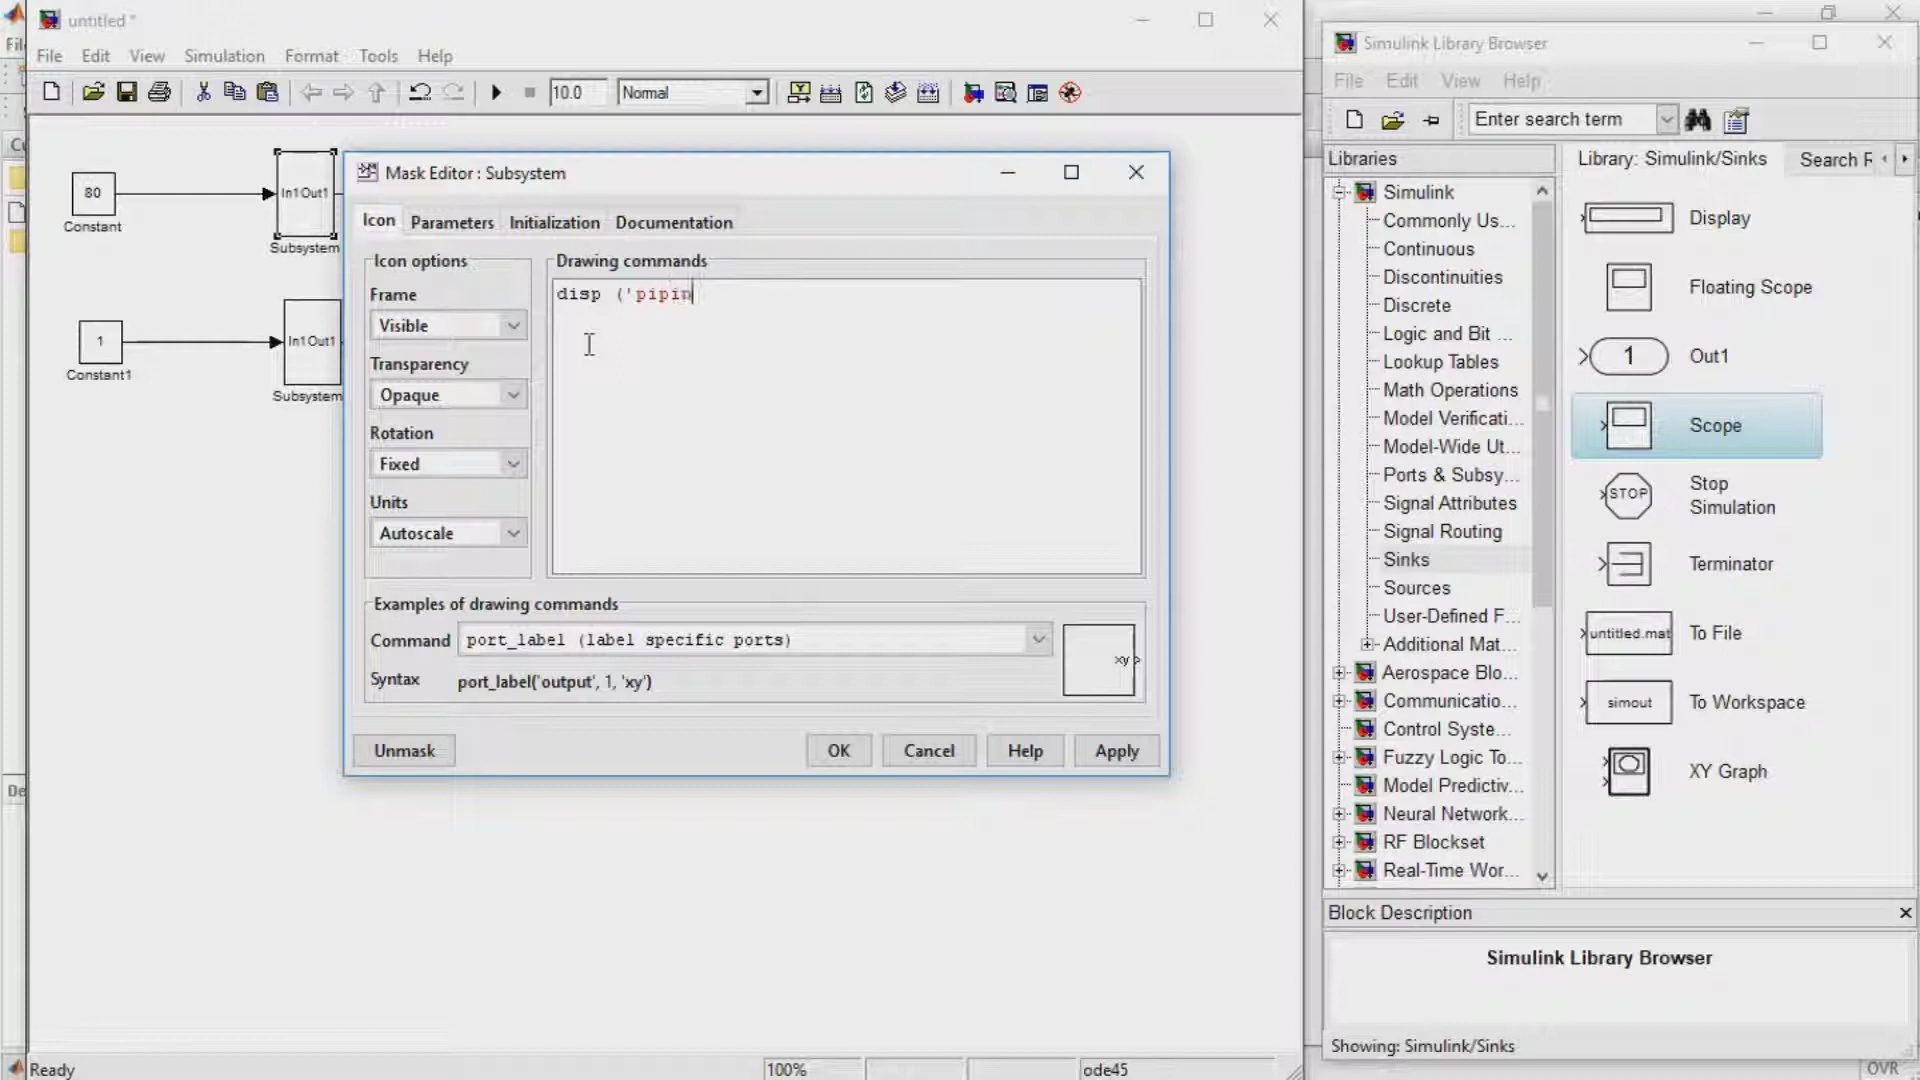 untitled *
File Edit View Simulation Format Tools Help
10.0 Normal
80
Constant
In1 Out1
Subsystem
1
Constant1
In1 Out1
Subsystem
Mask Editor : Subsystem
Icon Parameters Initialization Documentation
Icon options
Frame
Visible
Transparency
Opaque
Rotation
Fixed
Units
Autoscale
Drawing commands
disp ('pipin
Examples of drawing commands
Command port_label (label specific ports)
Syntax port_label('output', 1, 'xy')
xy
Unmask OK Cancel Help Apply
Ready 100% ode45
Simulink Library Browser
File Edit View Help
Enter search term
Libraries
Simulink
Commonly Us...
Continuous
Discontinuities
Discrete
Logic and Bit ...
Lookup Tables
Math Operations
Model Verificati...
Model-Wide Ut...
Ports & Subsy...
Signal Attributes
Signal Routing
Sinks
Sources
User-Defined F...
Additional Mat...
Aerospace Blo...
Communicatio...
Control Syste...
Fuzzy Logic To...
Model Predictiv...
Neural Network...
RF Blockset
Real-Time Wor...
Library: Simulink/Sinks Search R
Display
Floating Scope
1 Out1
Scope
STOP Stop
Simulation
Terminator
untitled.mat To File
simout To Workspace
XY Graph
Block Description
Simulink Library Browser
Showing: Simulink/Sinks
OVR